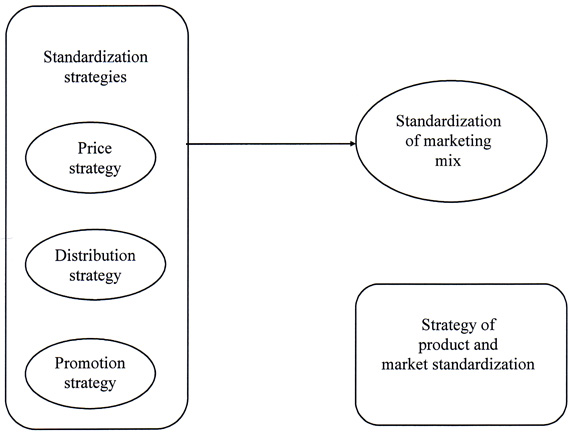 Standardization
strategies
Price
strategy
Distribution
strategy
Promotion
strategy
Standardization
of marketing
mix
Strategy of
product and
market standardization